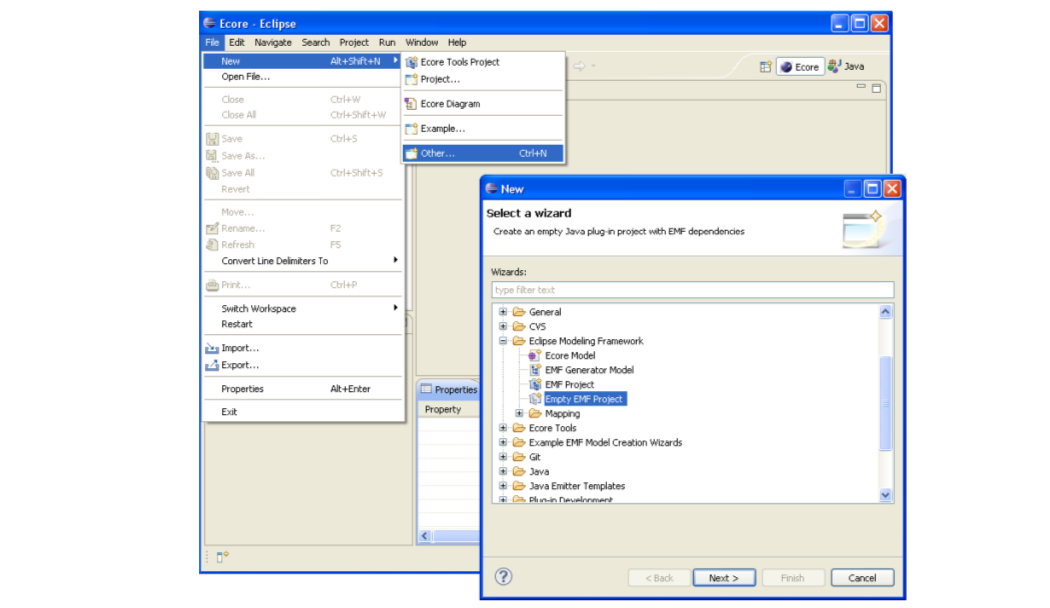 Ecore - Eclipse
File Edit Navigate Search Project Run Window Help
New Alt+Shift+N
Open File...
Close Ctrl+W
Close All Ctrl+Shift+W
Save Ctrl+S
Save As...
Save All Ctrl+Shift+S
Revert
Move...
Rename... F2
Refresh F5
Convert Line Delimiters To
Print... Ctrl+P
Switch Workspace
Restart
Import...
Export...
Properties Alt+Enter
Exit
Ecore Tools Project
Project...
Ecore Diagram
Example...
Other... Ctrl+N
Ecore Java
Properties
Property
New
Select a wizard
Create an empty Java plug-in project with EMF dependencies
Wizards:
type filter text
General
CVS
Eclipse Modeling Framework
Ecore Model
EMF Generator Model
EMF Project
Empty EMF Project
Mapping
Ecore Tools
Example EMF Model Creation Wizards
Git
Java
Java Emitter Templates
Plug-in Development
< Back Next > Finish Cancel